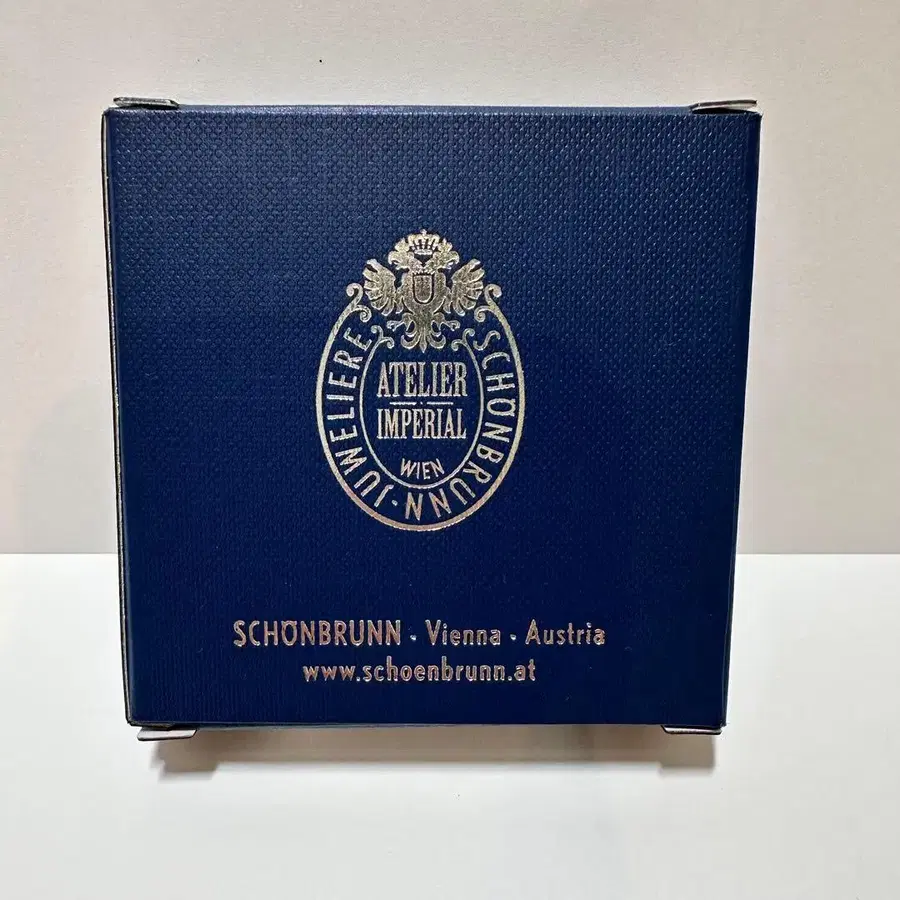 ATELIER
IMPERIAL
WIEN
JUWELIERE · SCHÖNBRUNN
SCHÖNBRUNN · Vienna · Austria
www.schoenbrunn.at